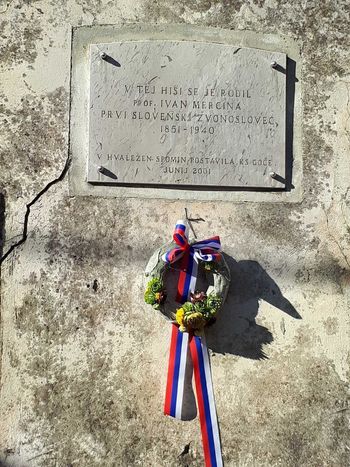 V TEJ HIŠI SE JE RODIL
PROF. IVAN MERCINA
PRVI SLOVENSKI ZVONOSLOVEC
1851-1940
V HVALEŽEN SPOMIN POSTAVILA KS GOČE
JUNIJ 2001